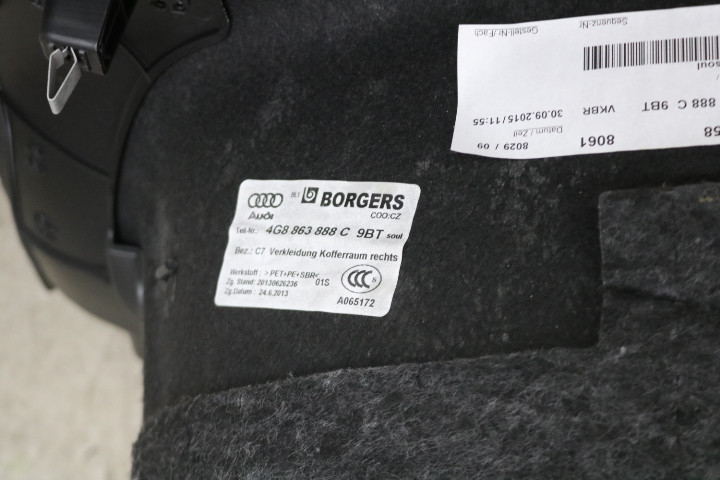 Audi BL1 BORGERS
COO:CZ
Teil-Nr.: 4G8 863 888 C 9BT soul
Bez.: C7 Verkleidung Kofferraum rechts
Werkstoff : >PET+PE+SBR<
Zg. Stand: 20130626236 01S
Zg.Datum : 24.6.2013
CCC S
A065172
58 8061 8029 / 09
Datum / Zeit
888 C 9BT VKBR 30.09.2015/11:55
soul
Sequenz-Nr Gestell-Nr./Fach